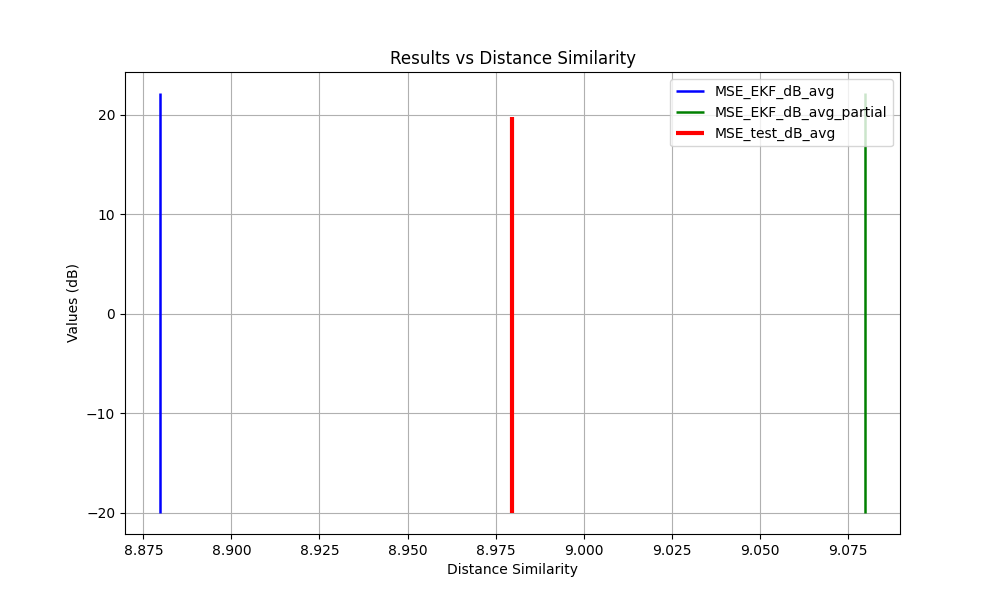 Results vs Distance Similarity
MSE_EKF_dB_avg
MSE_EKF_dB_avg_partial
MSE_test_dB_avg
Values (dB)
20
10
0
−10
−20
8.875 8.900 8.925 8.950 8.975 9.000 9.025 9.050 9.075
Distance Similarity